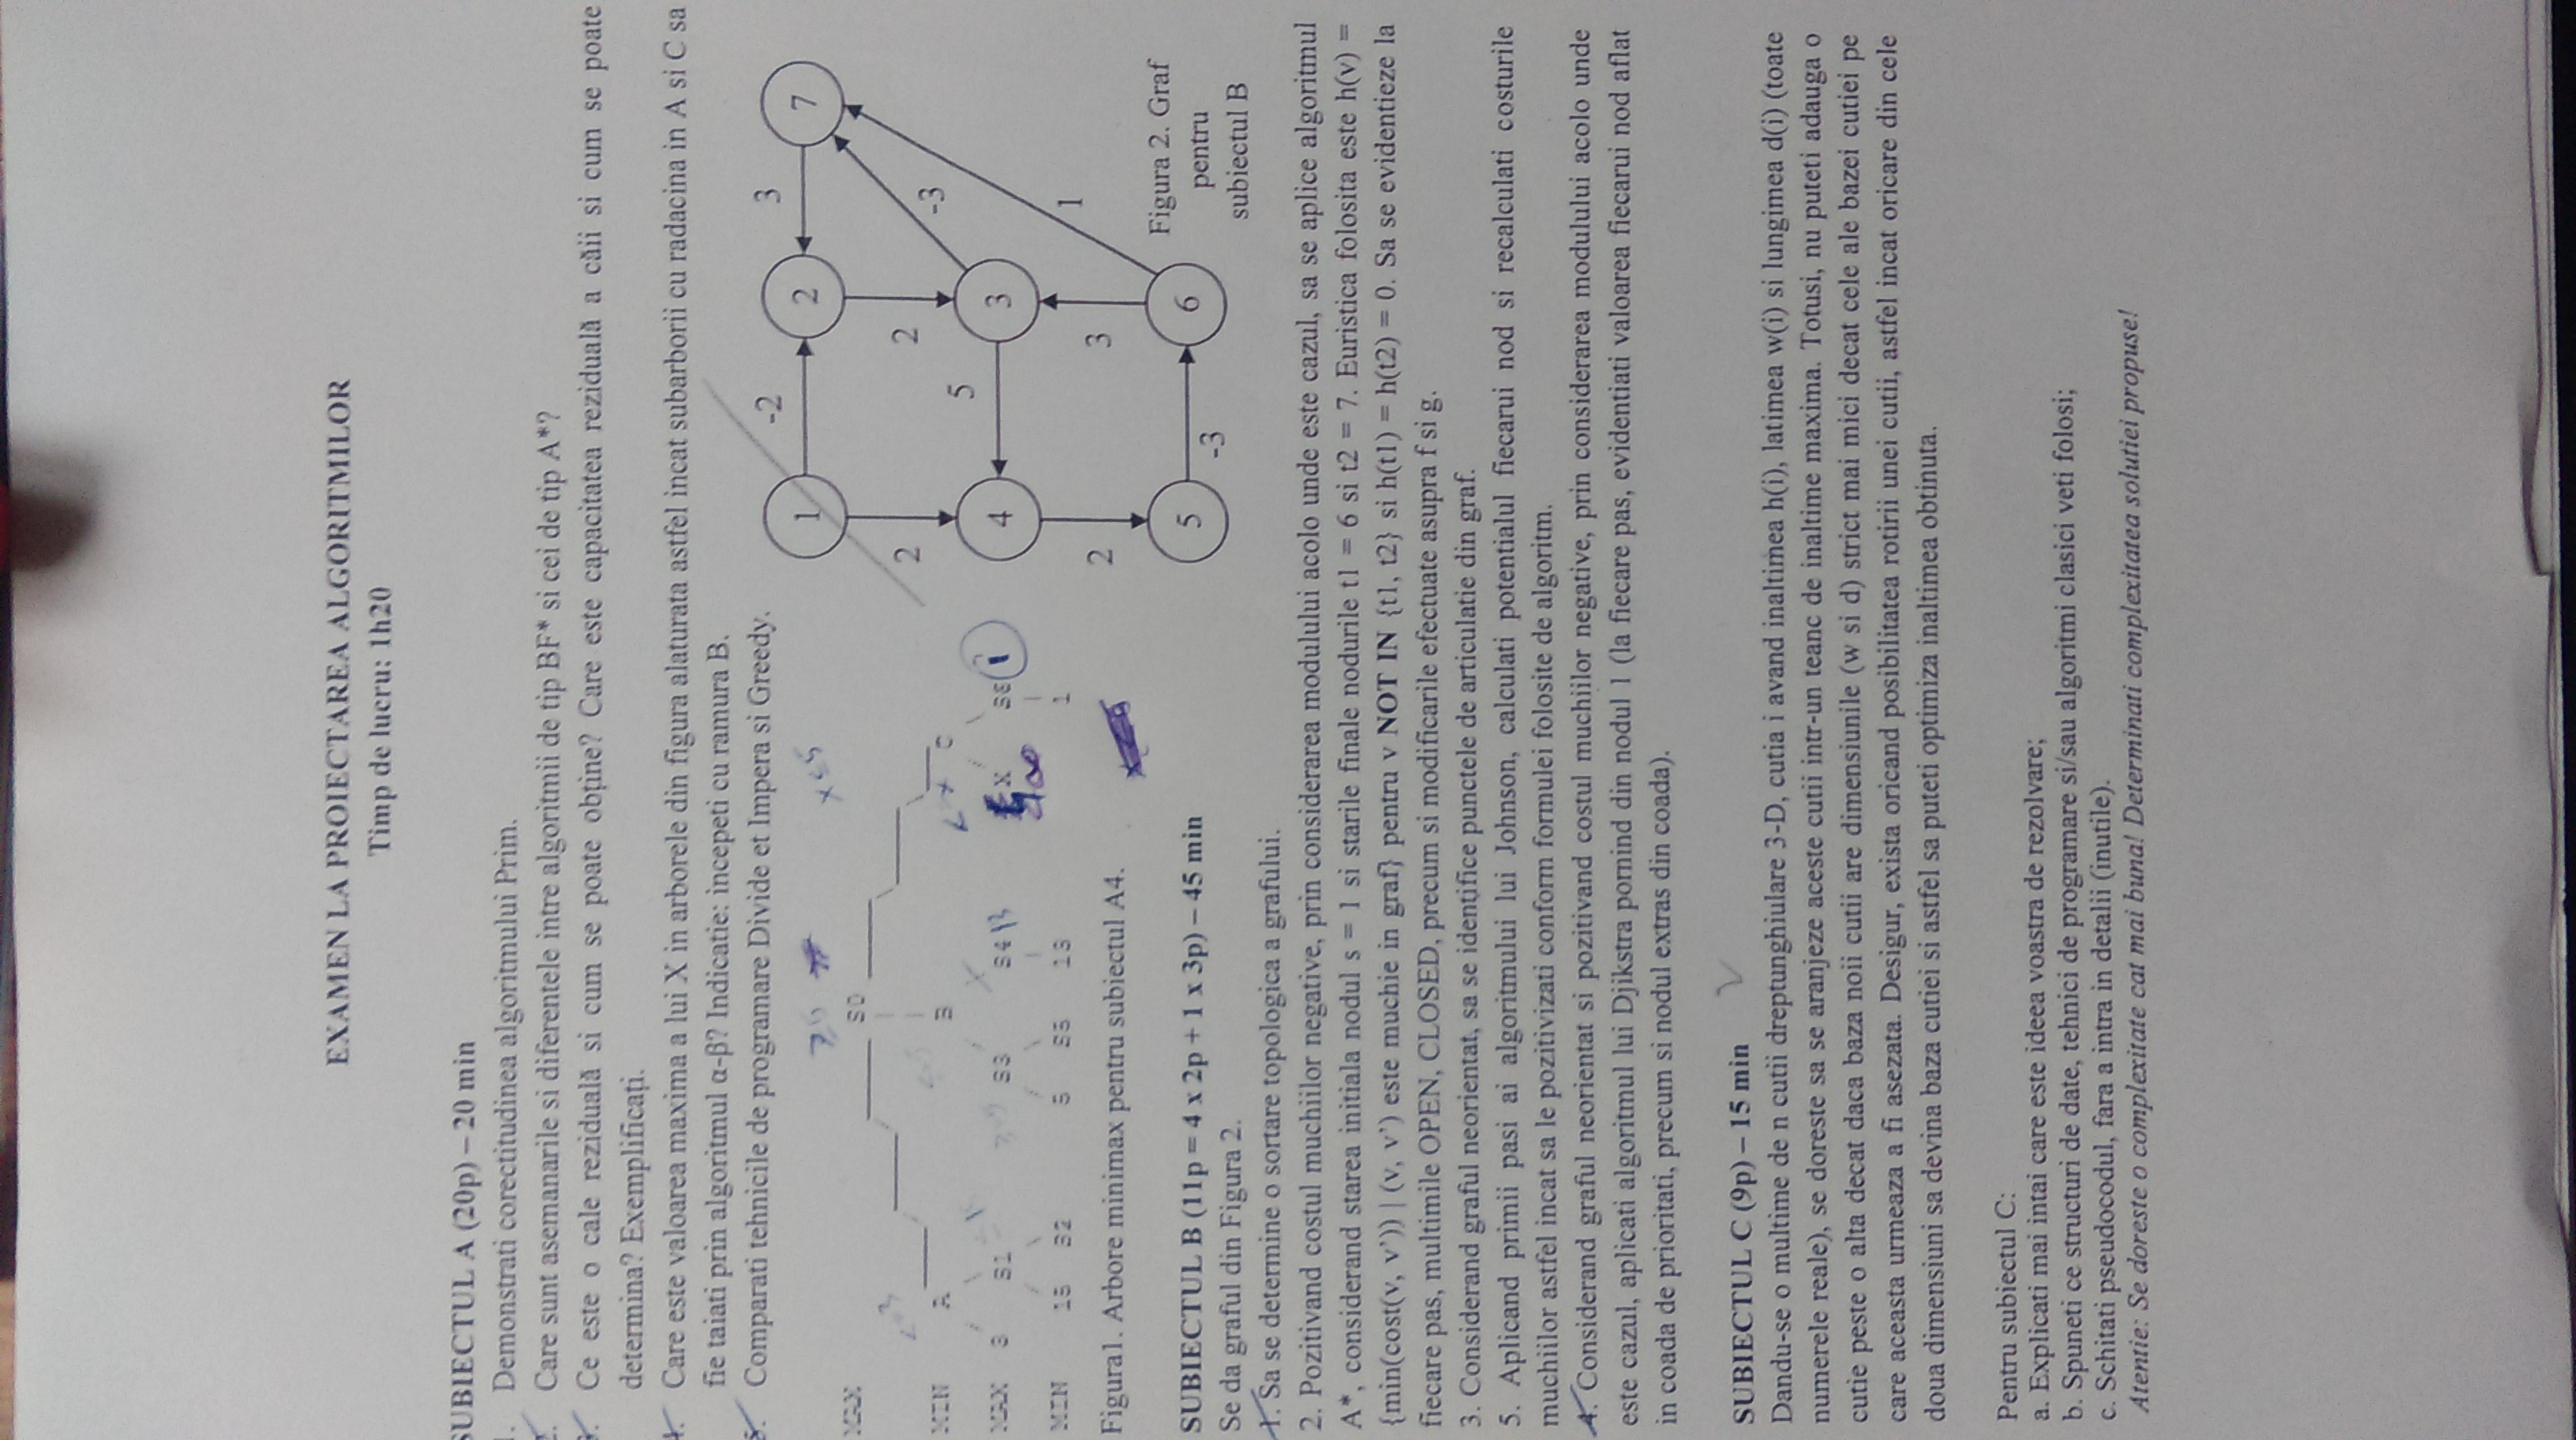 EXAMEN LA PROIECTAREA ALGORITMILOR
Timp de lucru: 1h20
SUBIECTUL A (20p) – 20 min
1. Demonstrati corectitudinea algoritmului Prim.
2. Care sunt asemanarile si diferentele intre algoritmii de tip BF* si cei de tip A*?
3. Ce este o cale reziduală si cum se poate obține? Care este capacitatea reziduală a căii si cum se poate
determina? Exemplificați.
4. Care este valoarea maxima a lui X in arborele din figura alaturata astfel incat subarborii cu radacina in A si C sa
fie taiati prin algoritmul α-β? Indicatie: incepeti cu ramura B.
5. Comparati tehnicile de programare Divide et Impera si Greedy.
MAX S0
MIN A B C
MAX 3 S1 S3 S4 X S6
MIN 15 S2 5 S5 13 1
Figura1. Arbore minimax pentru subiectul A4.
1 -2 2 3 7
2 2 -3
4 5 3
2 3 1
5 -3 6
Figura 2. Graf
pentru
subiectul B
SUBIECTUL B (11p = 4 x 2p + 1 x 3p) – 45 min
Se da graful din Figura 2.
1. Sa se determine o sortare topologica a grafului.
2. Pozitivand costul muchiilor negative, prin considerarea modulului acolo unde este cazul, sa se aplice algoritmul
A*, considerand starea initiala nodul s = 1 si starile finale nodurile t1 = 6 si t2 = 7. Euristica folosita este h(v) =
{min(cost(v, v')) | (v, v') este muchie in graf} pentru v NOT IN {t1, t2} si h(t1) = h(t2) = 0. Sa se evidentieze la
fiecare pas, multimile OPEN, CLOSED, precum si modificarile efectuate asupra f si g.
3. Considerand graful neorientat, sa se identifice punctele de articulatie din graf.
5. Aplicand primii pasi ai algoritmului lui Johnson, calculati potentialul fiecarui nod si recalculati costurile
muchiilor astfel incat sa le pozitivizati conform formulei folosite de algoritm.
4. Considerand graful neorientat si pozitivand costul muchiilor negative, prin considerarea modulului acolo unde
este cazul, aplicati algoritmul lui Djikstra pornind din nodul 1 (la fiecare pas, evidentiati valoarea fiecarui nod aflat
in coada de prioritati, precum si nodul extras din coada).
SUBIECTUL C (9p) – 15 min
Dandu-se o multime de n cutii dreptunghiulare 3-D, cutia i avand inaltimea h(i), latimea w(i) si lungimea d(i) (toate
numerele reale), se doreste sa se aranjeze aceste cutii intr-un teanc de inaltime maxima. Totusi, nu puteti adauga o
cutie peste o alta decat daca baza noii cutii are dimensiunile (w si d) strict mai mici decat cele ale bazei cutiei pe
care aceasta urmeaza a fi asezata. Desigur, exista oricand posibilitatea rotirii unei cutii, astfel incat oricare din cele
doua dimensiuni sa devina baza cutiei si astfel sa puteti optimiza inaltimea obtinuta.
Pentru subiectul C:
a. Explicati mai intai care este ideea voastra de rezolvare;
b. Spuneti ce structuri de date, tehnici de programare si/sau algoritmi clasici veti folosi;
c. Schitati pseudocodul, fara a intra in detalii (inutile).
Atentie: Se doreste o complexitate cat mai buna! Determinati complexitatea solutiei propuse!